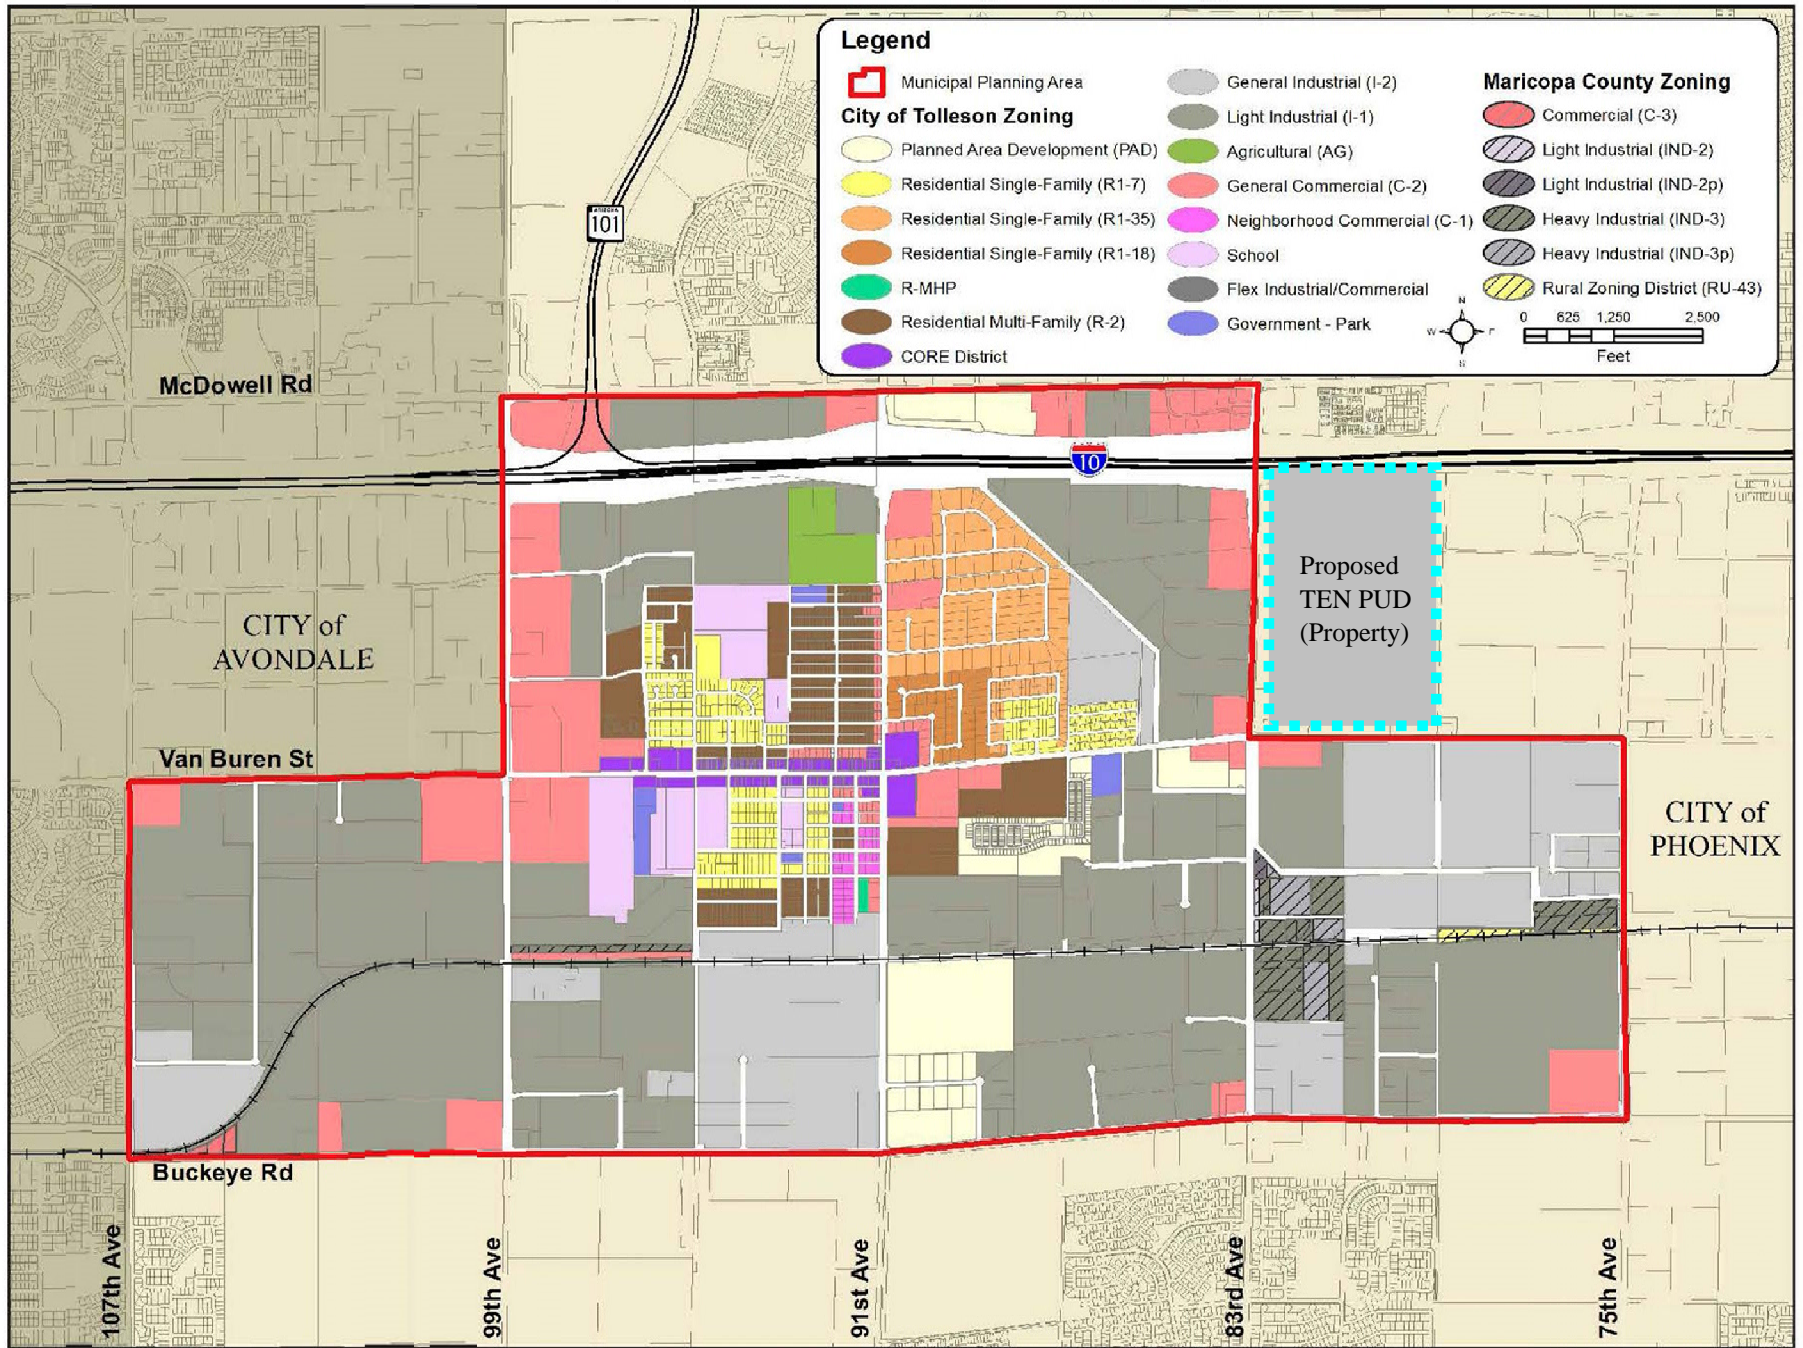 Legend
Municipal Planning Area
City of Tolleson Zoning
Planned Area Development (PAD)
Residential Single-Family (R1-7)
Residential Single-Family (R1-35)
Residential Single-Family (R1-18)
R-MHP
Residential Multi-Family (R-2)
CORE District
General Industrial (I-2)
Light Industrial (I-1)
Agricultural (AG)
General Commercial (C-2)
Neighborhood Commercial (C-1)
School
Flex Industrial/Commercial
Government - Park
Maricopa County Zoning
Commercial (C-3)
Light Industrial (IND-2)
Light Industrial (IND-2p)
Heavy Industrial (IND-3)
Heavy Industrial (IND-3p)
Rural Zoning District (RU-43)
N
W
S
0 625 1,250 2,500
Feet
ARIZONA
101
McDowell Rd
10
Proposed
TEN PUD
(Property)
CITY of
AVONDALE
Van Buren St
CITY of
PHOENIX
Buckeye Rd
107th Ave
99th Ave
91st Ave
83rd Ave
75th Ave